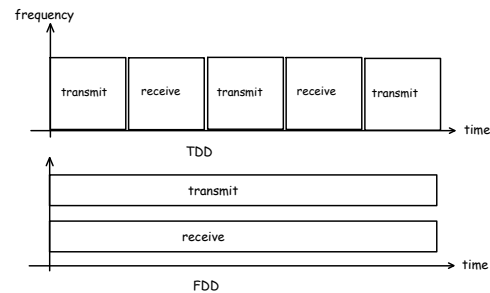 frequency
transmit receive transmit receive transmit
time
TDD
transmit
receive
time
FDD